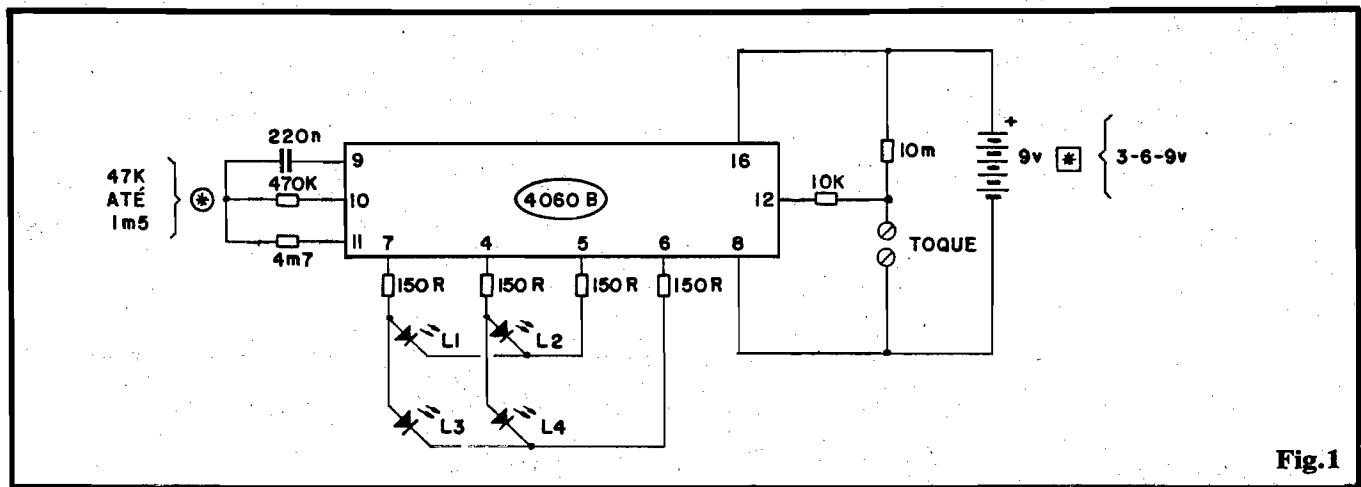 47K
ATÉ
1m5
*
220n
470K
4m7
9
10
11
7
4
5
6
4060 B
16
12
8
150R
150R
150R
150R
L1
L2
L3
L4
10K
10m
TOQUE
+
9v
*
3-6-9v
Fig.1